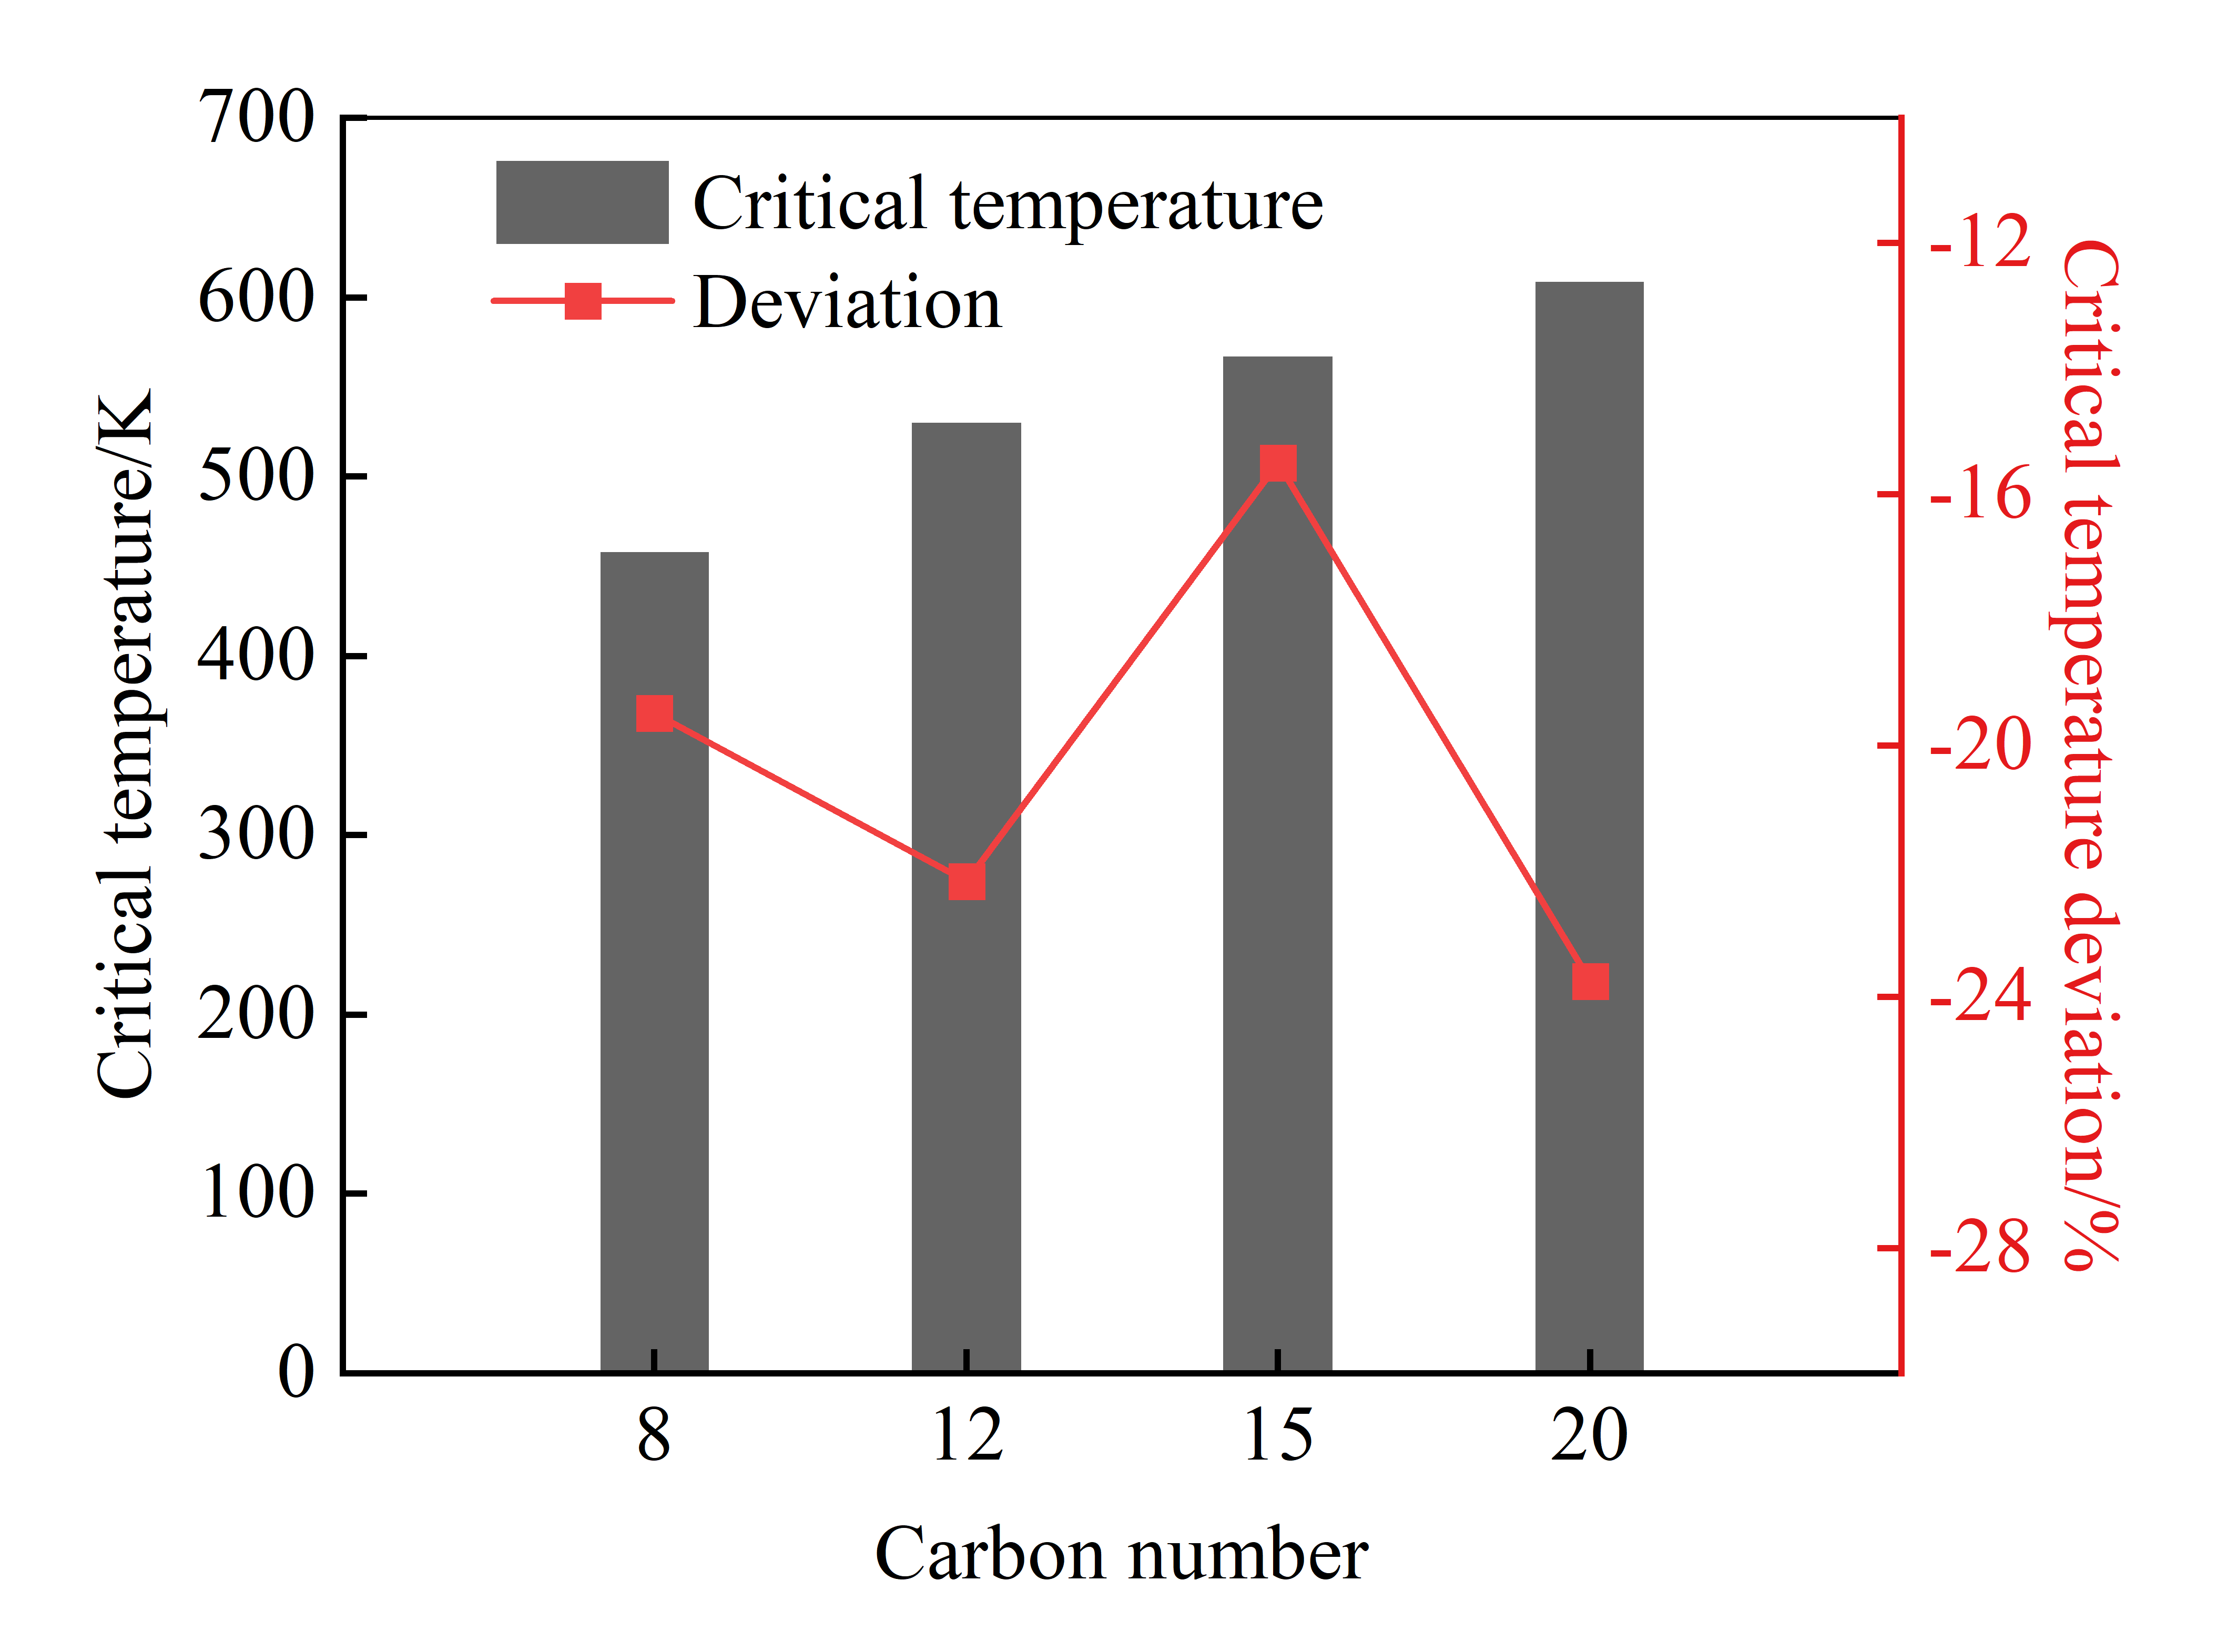 Critical temperature
Deviation
Critical temperature/K
700
600
500
400
300
200
100
0
8 12 15 20
Carbon number
-12
-16
-20
-24
-28
Critical temperature deviation/%